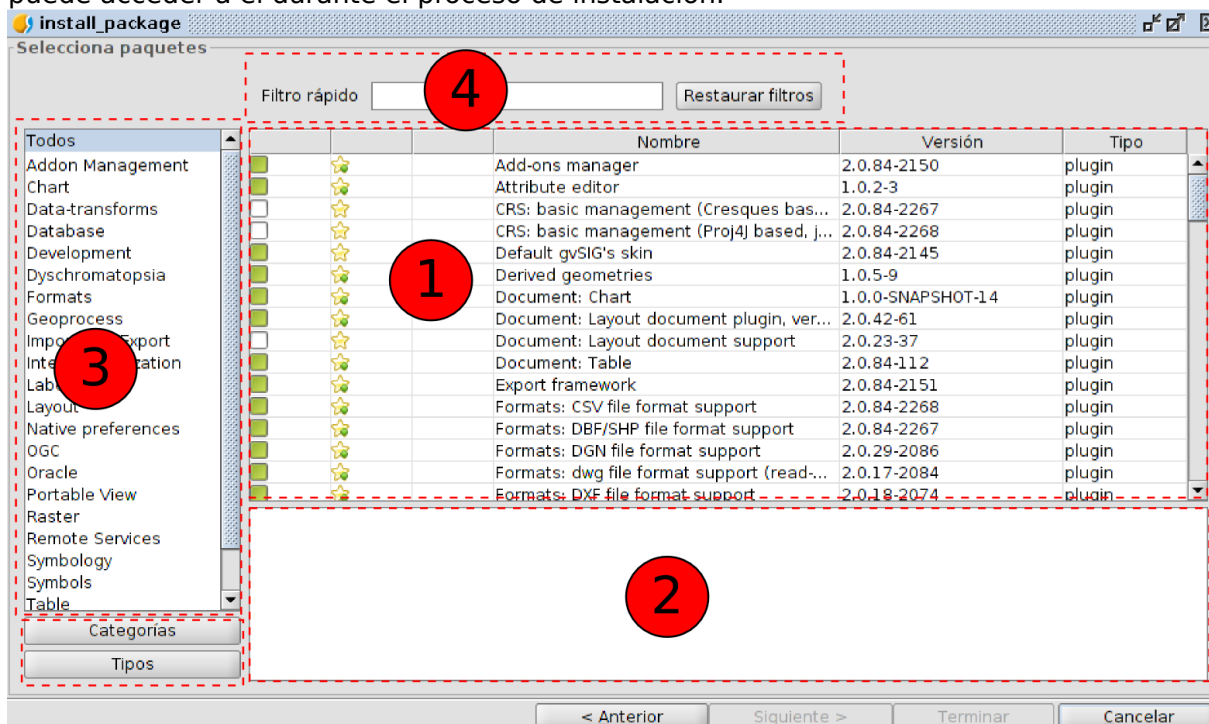 puede acceder a él durante el proceso de instalación.
install_package
Selecciona paquetes
Filtro rápido
4
Restaurar filtros
Todos
Addon Management
Chart
Data-transforms
Database
Development
Dyschromatopsia
Formats
Geoprocess
Export
Layout
Native preferences
OGC
Oracle
Portable View
Raster
Remote Services
Symbology
Symbols
Table
3
Categorías
Tipos
Nombre Versión Tipo
Add-ons manager 2.0.84-2150 plugin
Attribute editor 1.0.2-3 plugin
CRS: basic management (Cresques bas... 2.0.84-2267 plugin
CRS: basic management (Proj4J based, j... 2.0.84-2268 plugin
Default gvSIG's skin 2.0.84-2145 plugin
Derived geometries 1.0.5-9 plugin
Document: Chart 1.0.0-SNAPSHOT-14 plugin
Document: Layout document plugin, ver... 2.0.42-61 plugin
Document: Layout document support 2.0.23-37 plugin
Document: Table 2.0.84-112 plugin
Export framework 2.0.84-2151 plugin
Formats: CSV file format support 2.0.84-2268 plugin
Formats: DBF/SHP file format support 2.0.84-2267 plugin
Formats: DGN file format support 2.0.29-2086 plugin
Formats: dwg file format support (read-... 2.0.17-2084 plugin
Formats: DXF file format support 2.0.18-2074 plugin
1
2
< Anterior
Siguiente >
Terminar
Cancelar